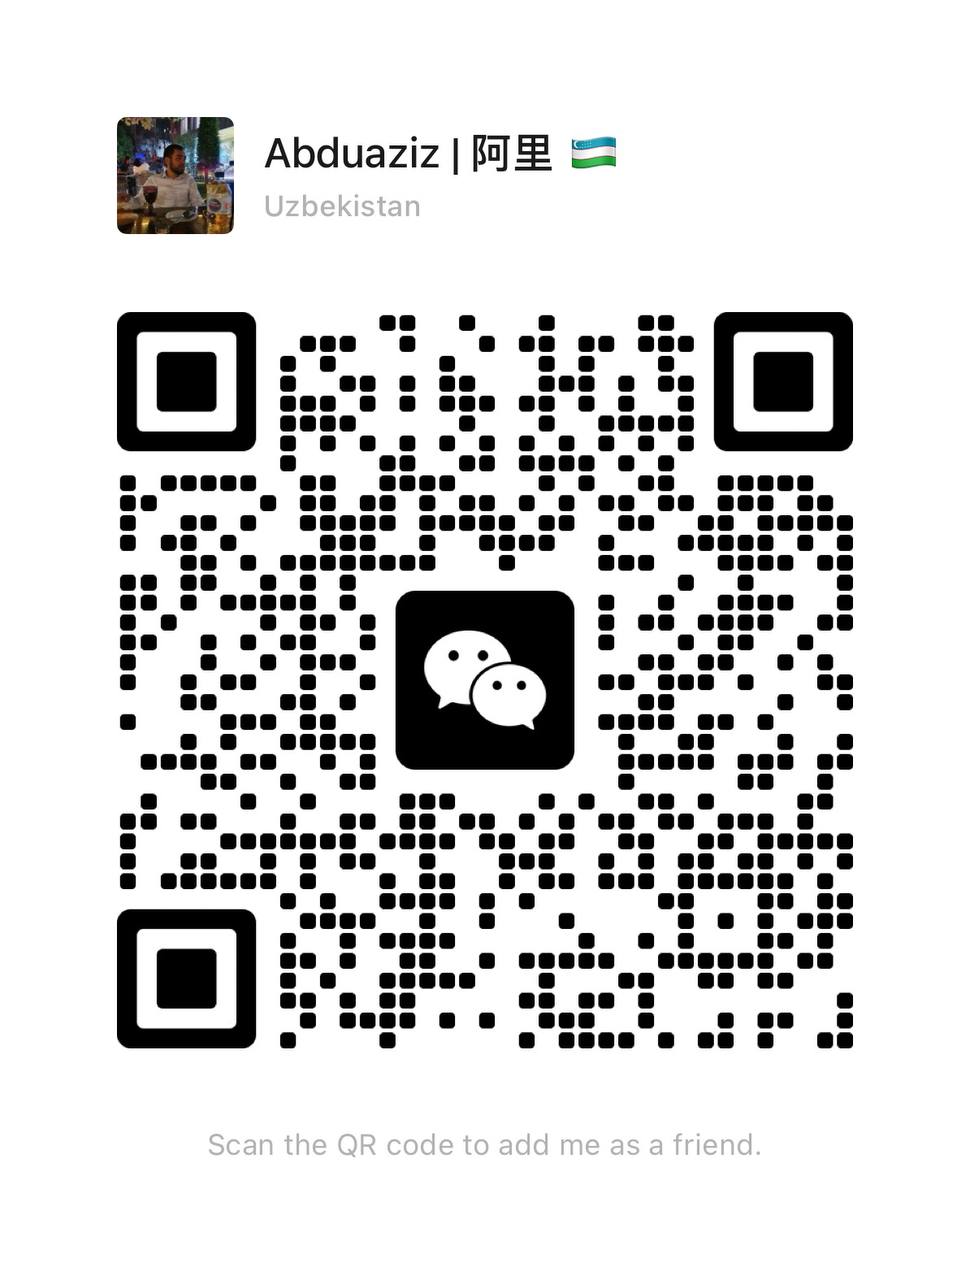 Abduaziz | 阿里 🇺🇿
Uzbekistan
Scan the QR code to add me as a friend.